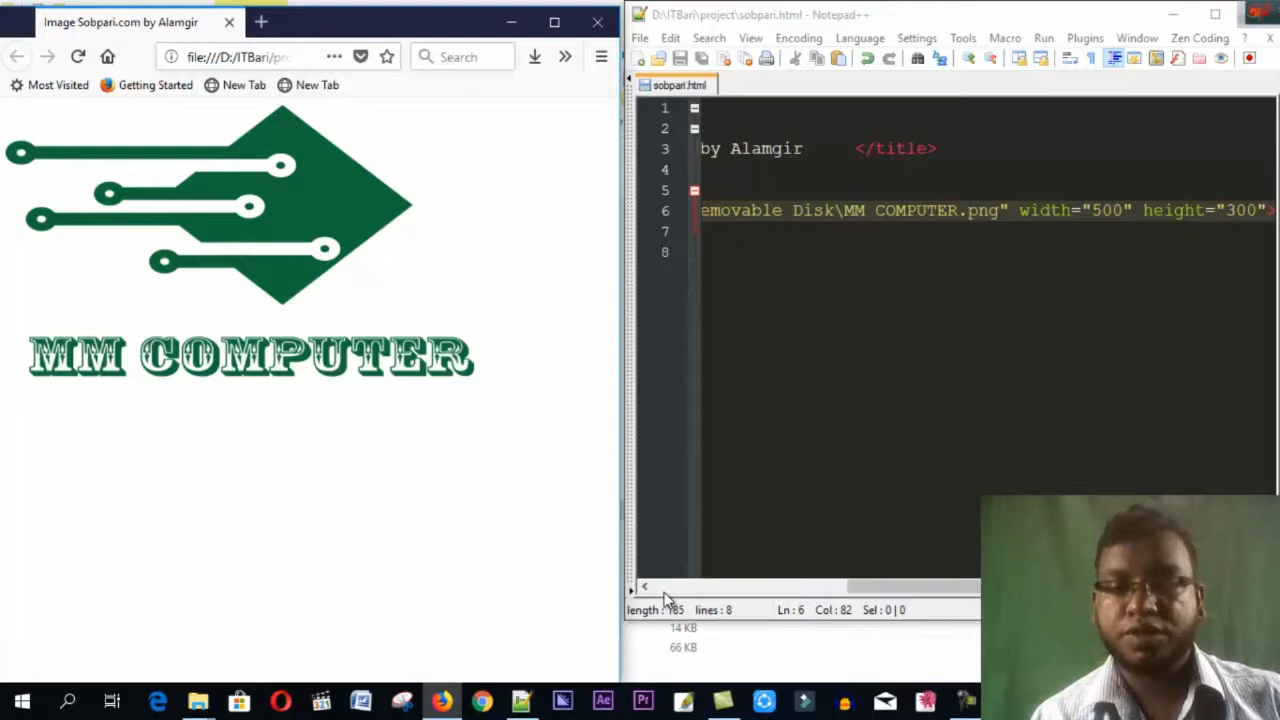 Image Sobpari.com by Alamgir
file:///D:/ITBari/pro
Search
Most Visited
Getting Started
New Tab
New Tab
MM COMPUTER
D:\ITBari\project\sobpari.html - Notepad++
File Edit Search View Encoding Language Settings Tools Macro Run Plugins Window Zen Coding ? X
sobpari.html
1
2
3 by Alamgir </title>
4
5
6 emovable Disk\MM COMPUTER.png" width="500" height="300">
7
8
length : 185 lines : 8 Ln : 6 Col : 82 Sel : 0 | 0
14 KB
66 KB